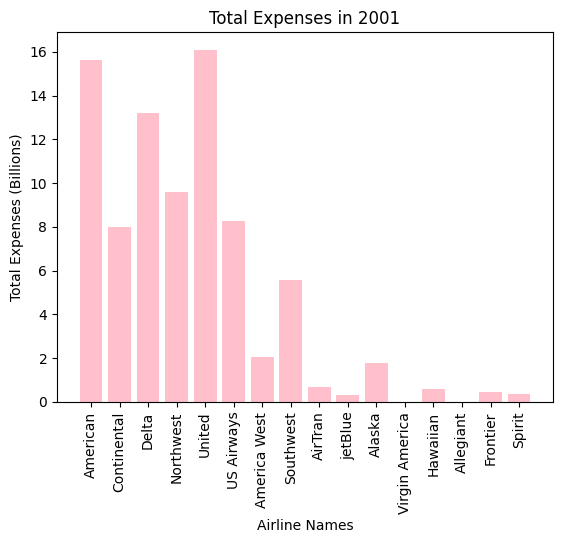 Total Expenses in 2001
Total Expenses (Billions)
16
14
12
10
8
6
4
2
0
American
Continental
Delta
Northwest
United
US Airways
America West
Southwest
AirTran
jetBlue
Alaska
Virgin America
Hawaiian
Allegiant
Frontier
Spirit
Airline Names